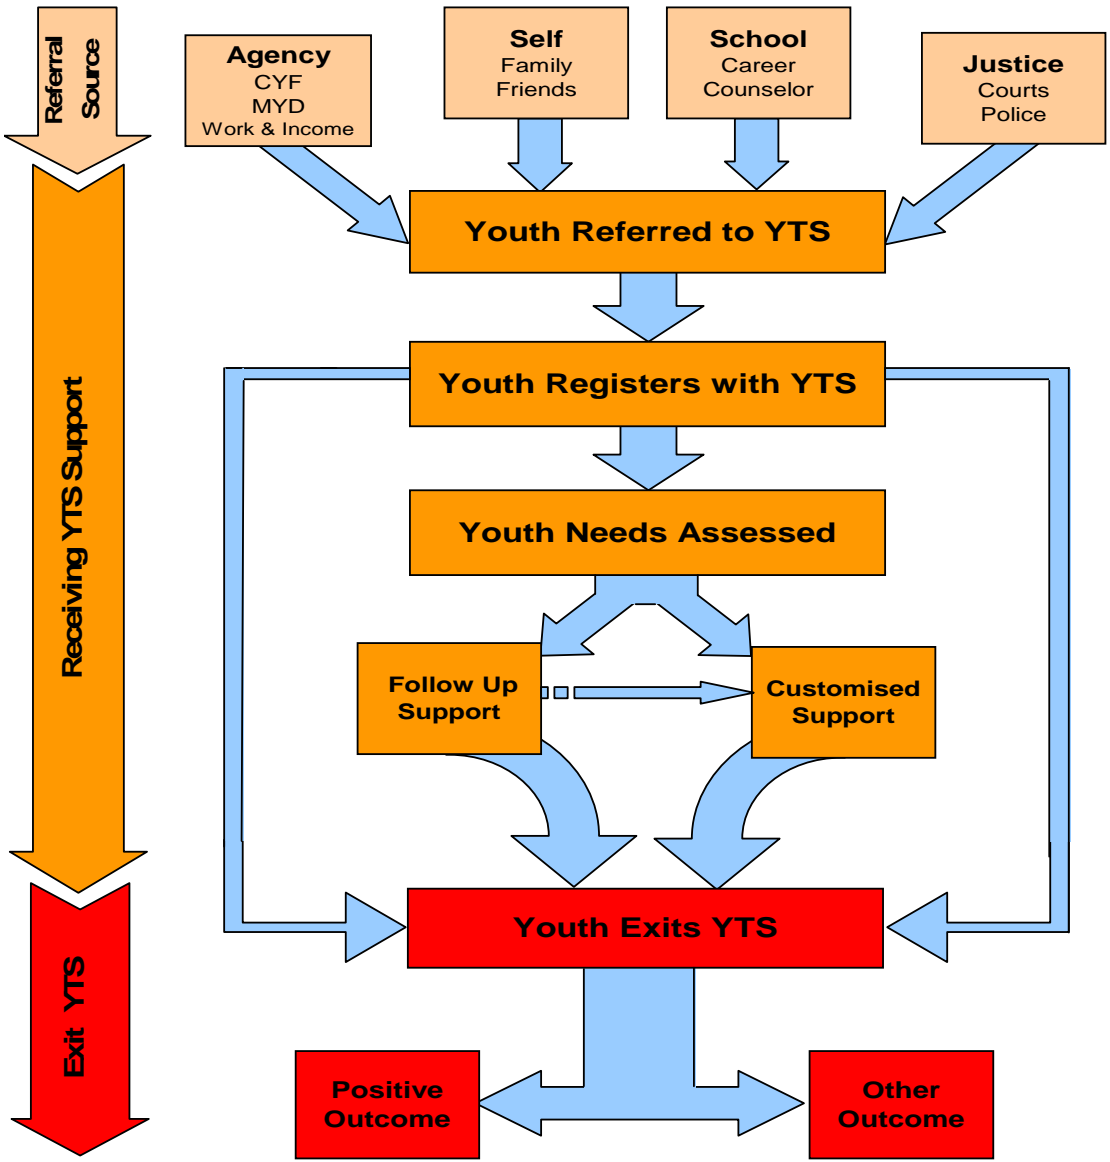 Referral
Source
Agency
CYF
MYD
Work & Income
Self
Family
Friends
School
Career
Counselor
Justice
Courts
Police
Youth Referred to YTS
Receiving YTS Support
Youth Registers with YTS
Youth Needs Assessed
Follow Up
Support
Customised
Support
Exit YTS
Youth Exits YTS
Positive
Outcome
Other
Outcome